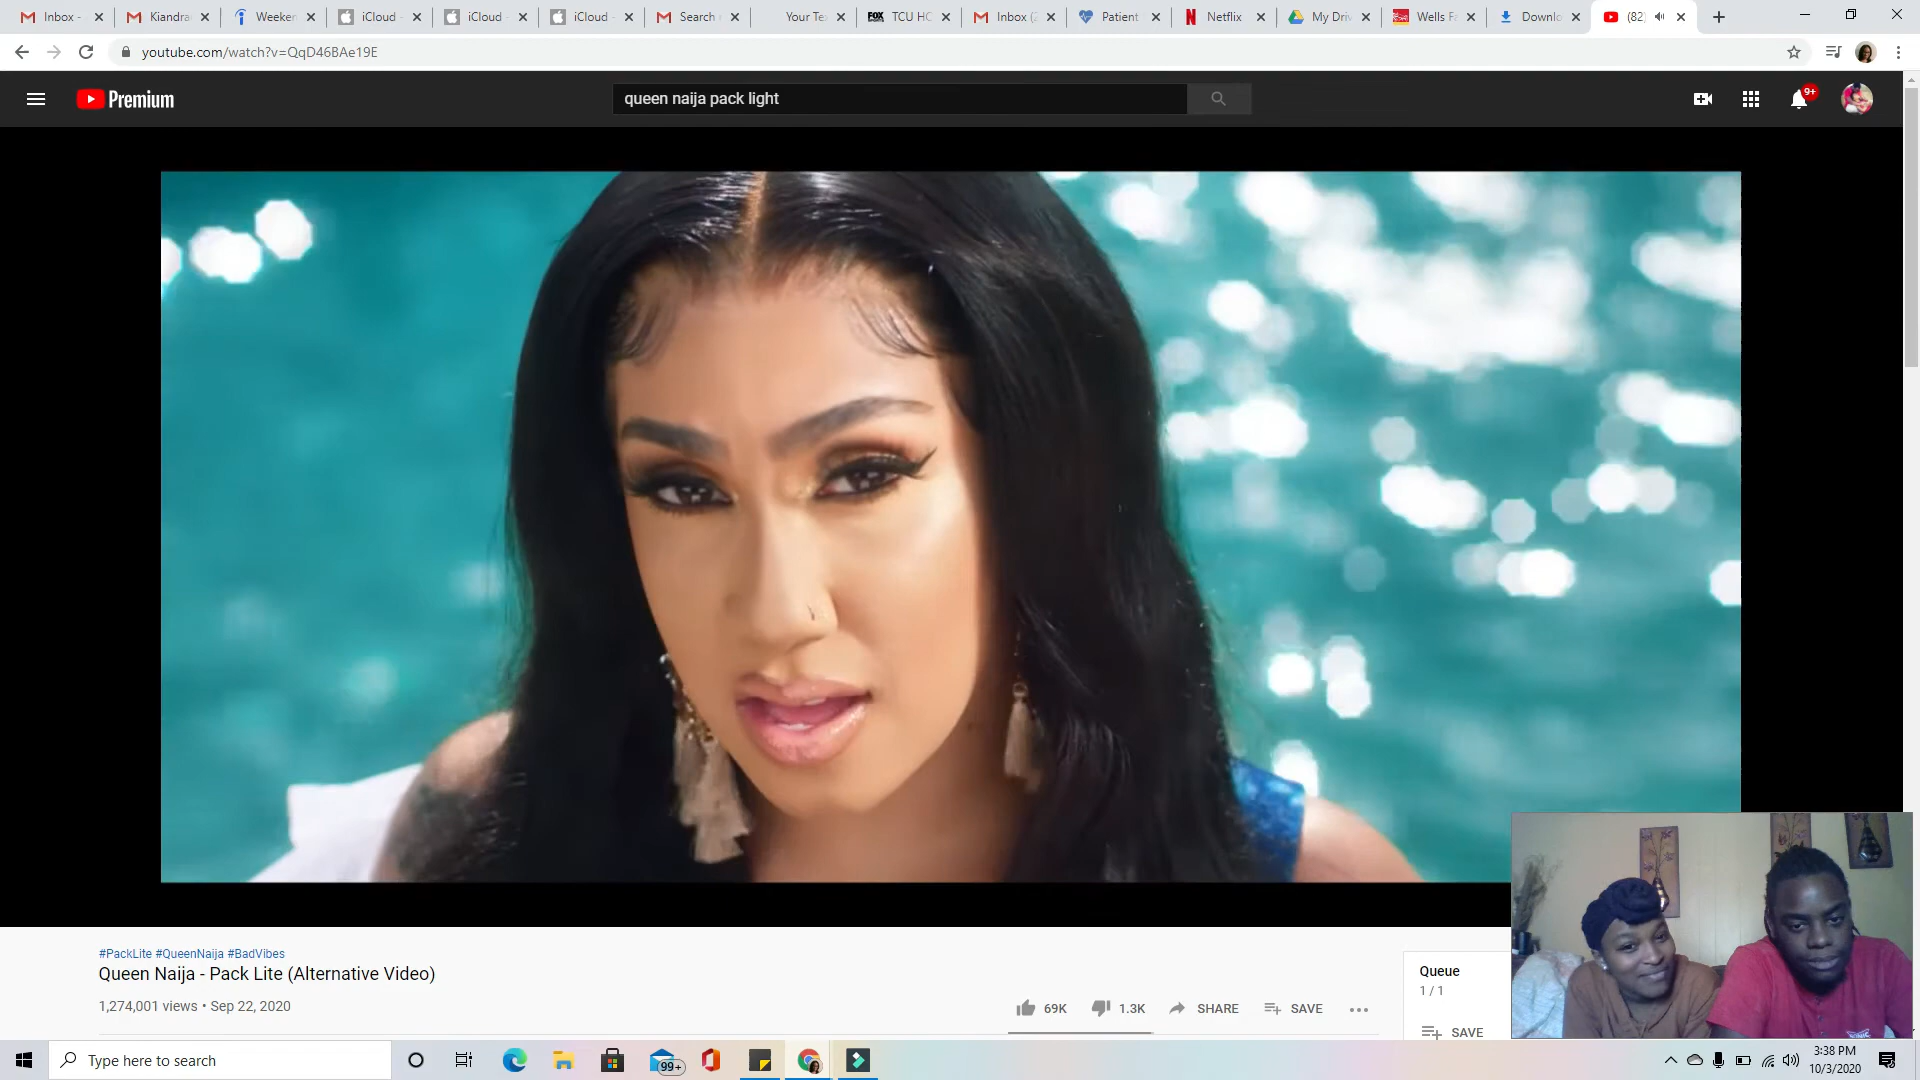 Inbox -
Kiandra
Weeken
iCloud -
iCloud -
iCloud -
Search r
Your Te
FOX
TCU HC
Inbox (2
Patient
Netflix
My Driv
Wells Fa
Downlo
(82)
youtube.com/watch?v=QqD46BAe19E
Premium
queen naija pack light
9+
#PackLite #QueenNaija #BadVibes
Queen Naija - Pack Lite (Alternative Video)
1,274,001 views • Sep 22, 2020
69K
1.3K
SHARE
SAVE
Queue
1 / 1
SAVE
Type here to search
99+
3:38 PM
10/3/2020